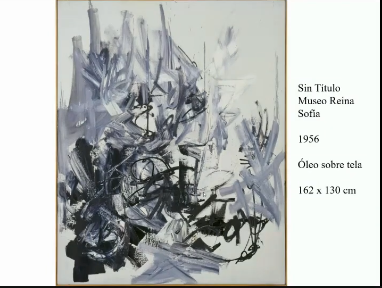 Sin Titulo
Museo Reina
Sofía
1956
Óleo sobre tela
162 x 130 cm